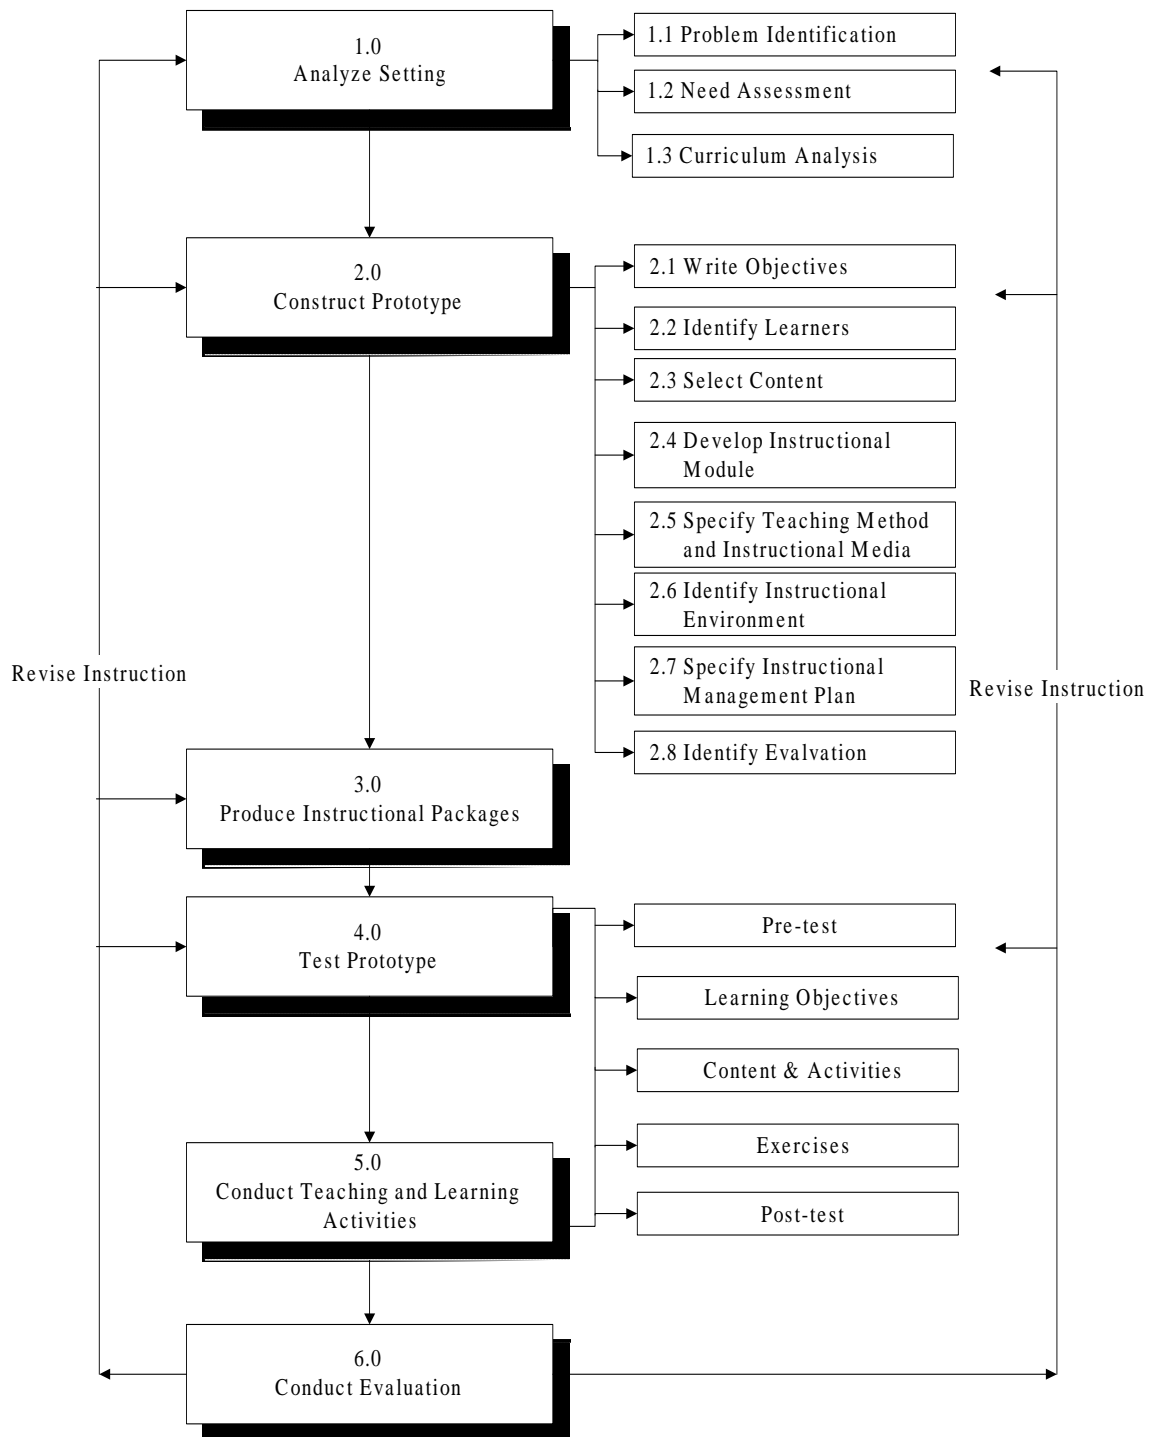 1.0
Analyze Setting
1.1 Problem Identification
1.2 Need Assessment
1.3 Curriculum Analysis
2.0
Construct Prototype
2.1 Write Objectives
2.2 Identify Learners
2.3 Select Content
2.4 Develop Instructional
Module
2.5 Specify Teaching Method
and Instructional Media
2.6 Identify Instructional
Environment
2.7 Specify Instructional
Management Plan
2.8 Identify Evalvation
Revise Instruction
Revise Instruction
3.0
Produce Instructional Packages
4.0
Test Prototype
Pre-test
Learning Objectives
Content & Activities
Exercises
Post-test
5.0
Conduct Teaching and Learning
Activities
6.0
Conduct Evaluation